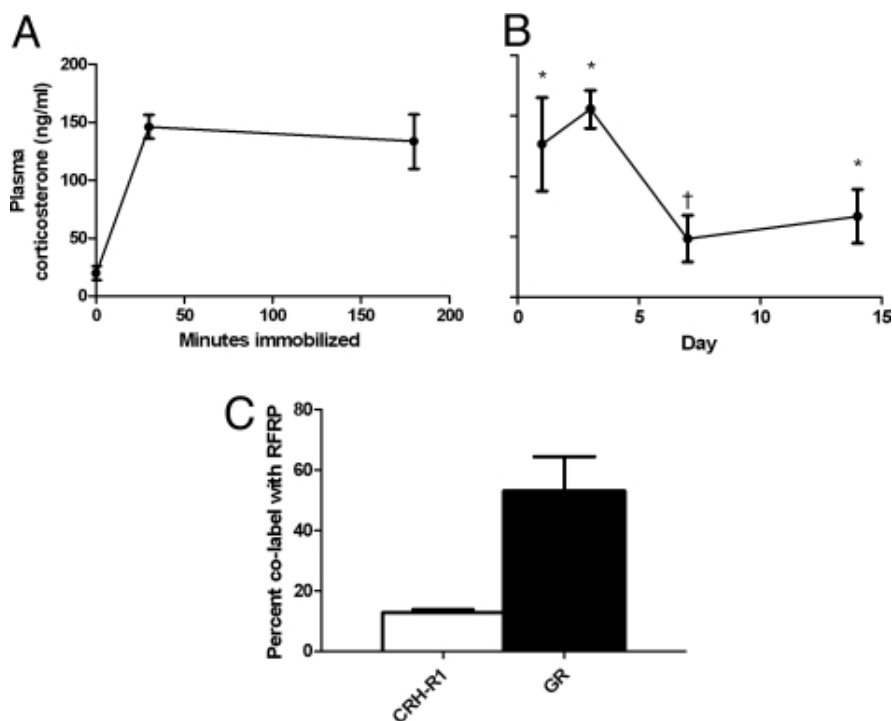 A
Plasma
corticosterone (ng/ml)
200
150
100
50
0
0 50 100 150 200
Minutes immobilized
B
* * † *
0 5 10 15
Day
C
Percent co-label with RFRP
80
60
40
20
0
CRH-R1 GR